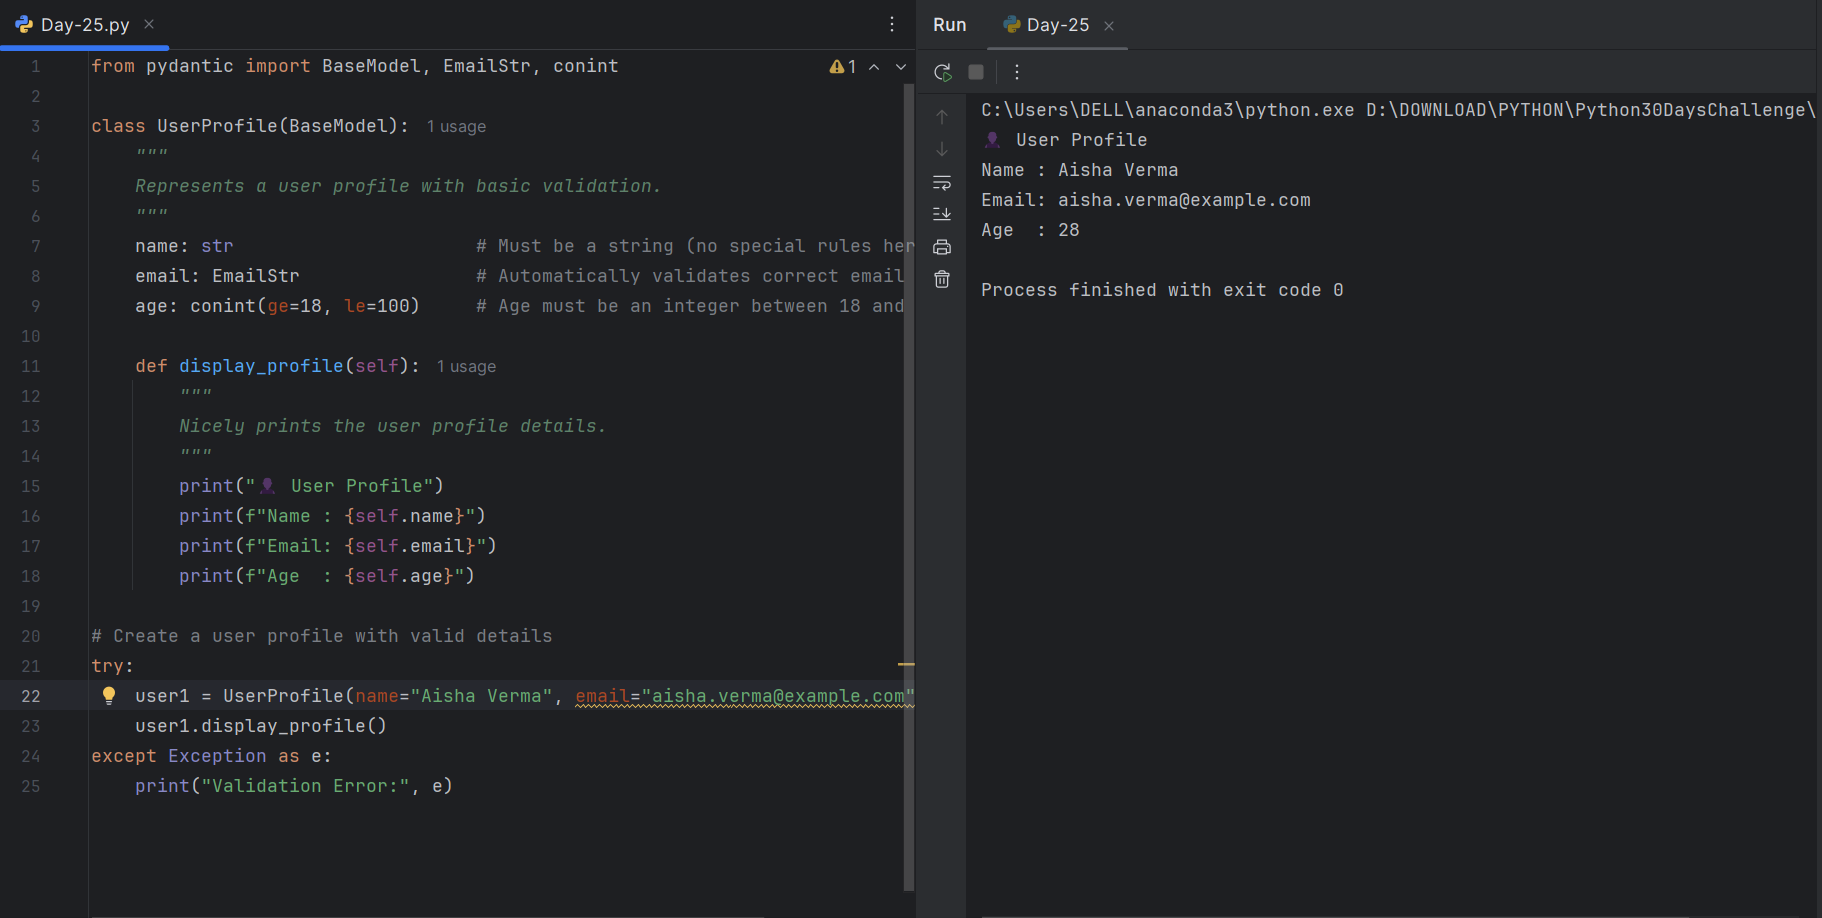 Day-25.py
1 from pydantic import BaseModel, EmailStr, conint
1
2
3 class UserProfile(BaseModel): 1 usage
4 """
5 Represents a user profile with basic validation.
6 """
7 name: str # Must be a string (no special rules her
8 email: EmailStr # Automatically validates correct email
9 age: conint(ge=18, le=100) # Age must be an integer between 18 and
10
11 def display_profile(self): 1 usage
12 """
13 Nicely prints the user profile details.
14 """
15 print("👤 User Profile")
16 print(f"Name : {self.name}")
17 print(f"Email: {self.email}")
18 print(f"Age  : {self.age}")
19
20 # Create a user profile with valid details
21 try:
22 user1 = UserProfile(name="Aisha Verma", email="aisha.verma@example.com"
23 user1.display_profile()
24 except Exception as e:
25 print("Validation Error:", e)
Run Day-25
C:\Users\DELL\anaconda3\python.exe D:\DOWNLOAD\PYTHON\Python30DaysChallenge\
👤 User Profile
Name : Aisha Verma
Email: aisha.verma@example.com
Age  : 28
Process finished with exit code 0